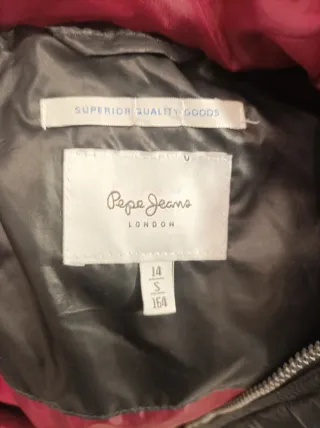 SUPERIOR QUALITY GOODS
Pepe Jeans
LONDON
14
S
164